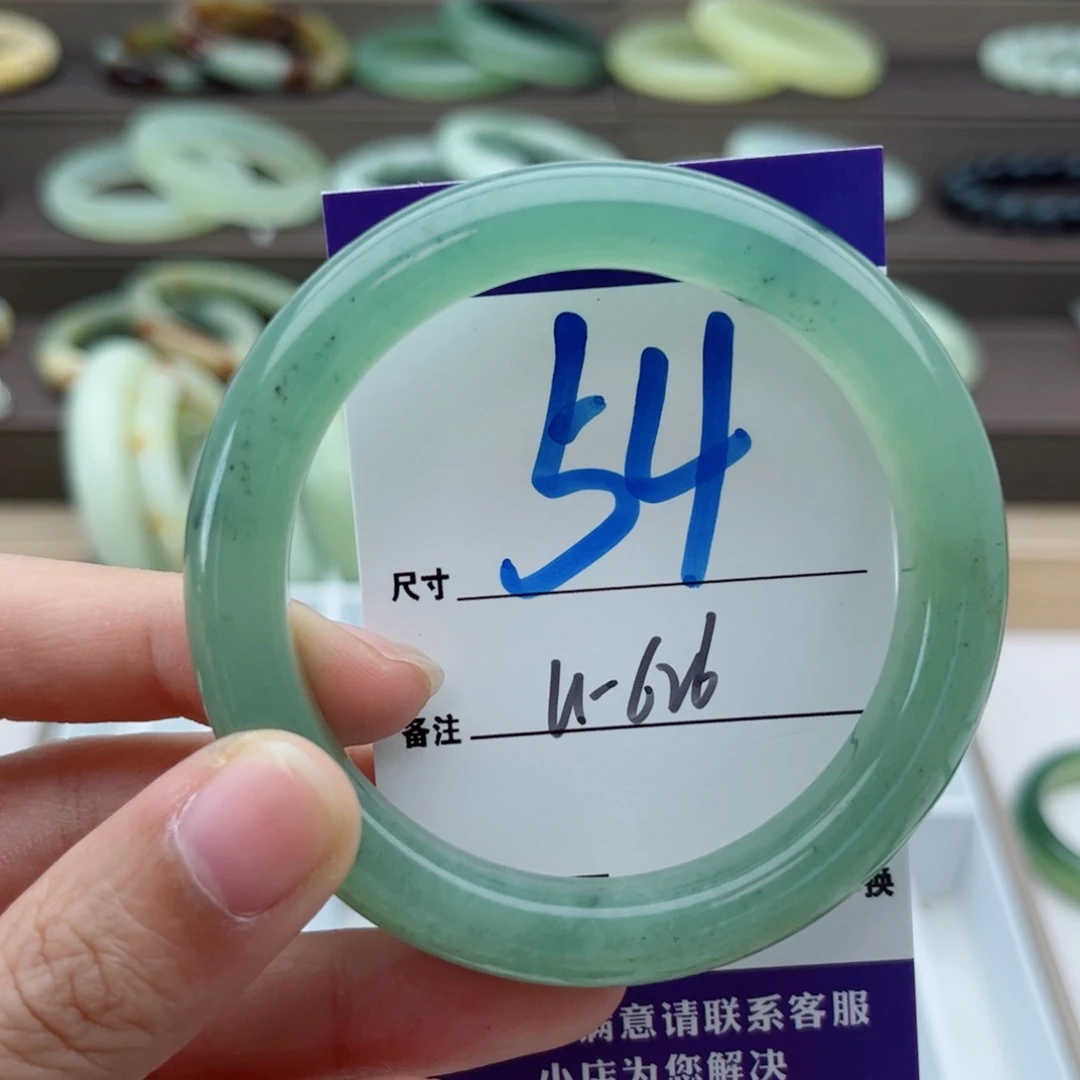 54
尺寸
备注 u-626
换
满意请联系客服
小店为您解决